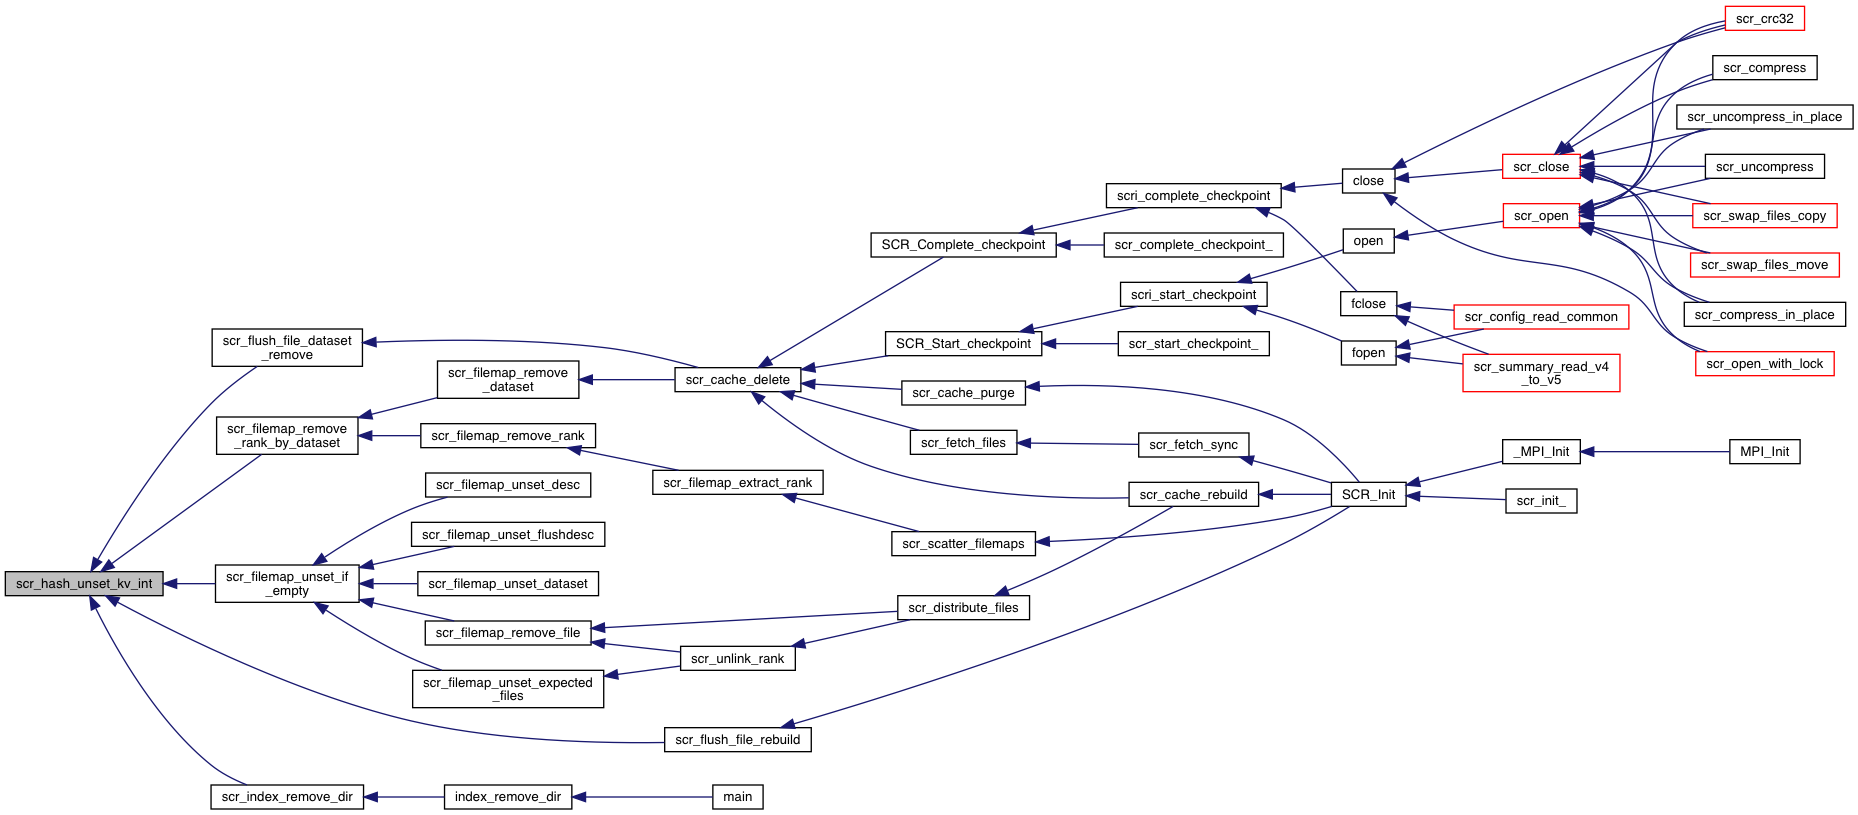 scr_crc32
scr_compress
scr_uncompress_in_place
scr_close
scr_uncompress
close
scri_complete_checkpoint
scr_open
scr_swap_files_copy
SCR_Complete_checkpoint
scr_complete_checkpoint_
open
scr_swap_files_move
scri_start_checkpoint
fclose
scr_config_read_common
scr_compress_in_place
scr_flush_file_dataset
_remove
SCR_Start_checkpoint
scr_start_checkpoint_
fopen
scr_summary_read_v4
_to_v5
scr_open_with_lock
scr_filemap_remove
_dataset
scr_cache_delete
scr_cache_purge
scr_filemap_remove
_rank_by_dataset
scr_filemap_remove_rank
scr_fetch_files
scr_fetch_sync
_MPI_Init
MPI_Init
scr_filemap_unset_desc
scr_filemap_extract_rank
scr_cache_rebuild
SCR_Init
scr_init_
scr_filemap_unset_flushdesc
scr_scatter_filemaps
scr_hash_unset_kv_int
scr_filemap_unset_if
_empty
scr_filemap_unset_dataset
scr_distribute_files
scr_filemap_remove_file
scr_unlink_rank
scr_filemap_unset_expected
_files
scr_flush_file_rebuild
scr_index_remove_dir
index_remove_dir
main